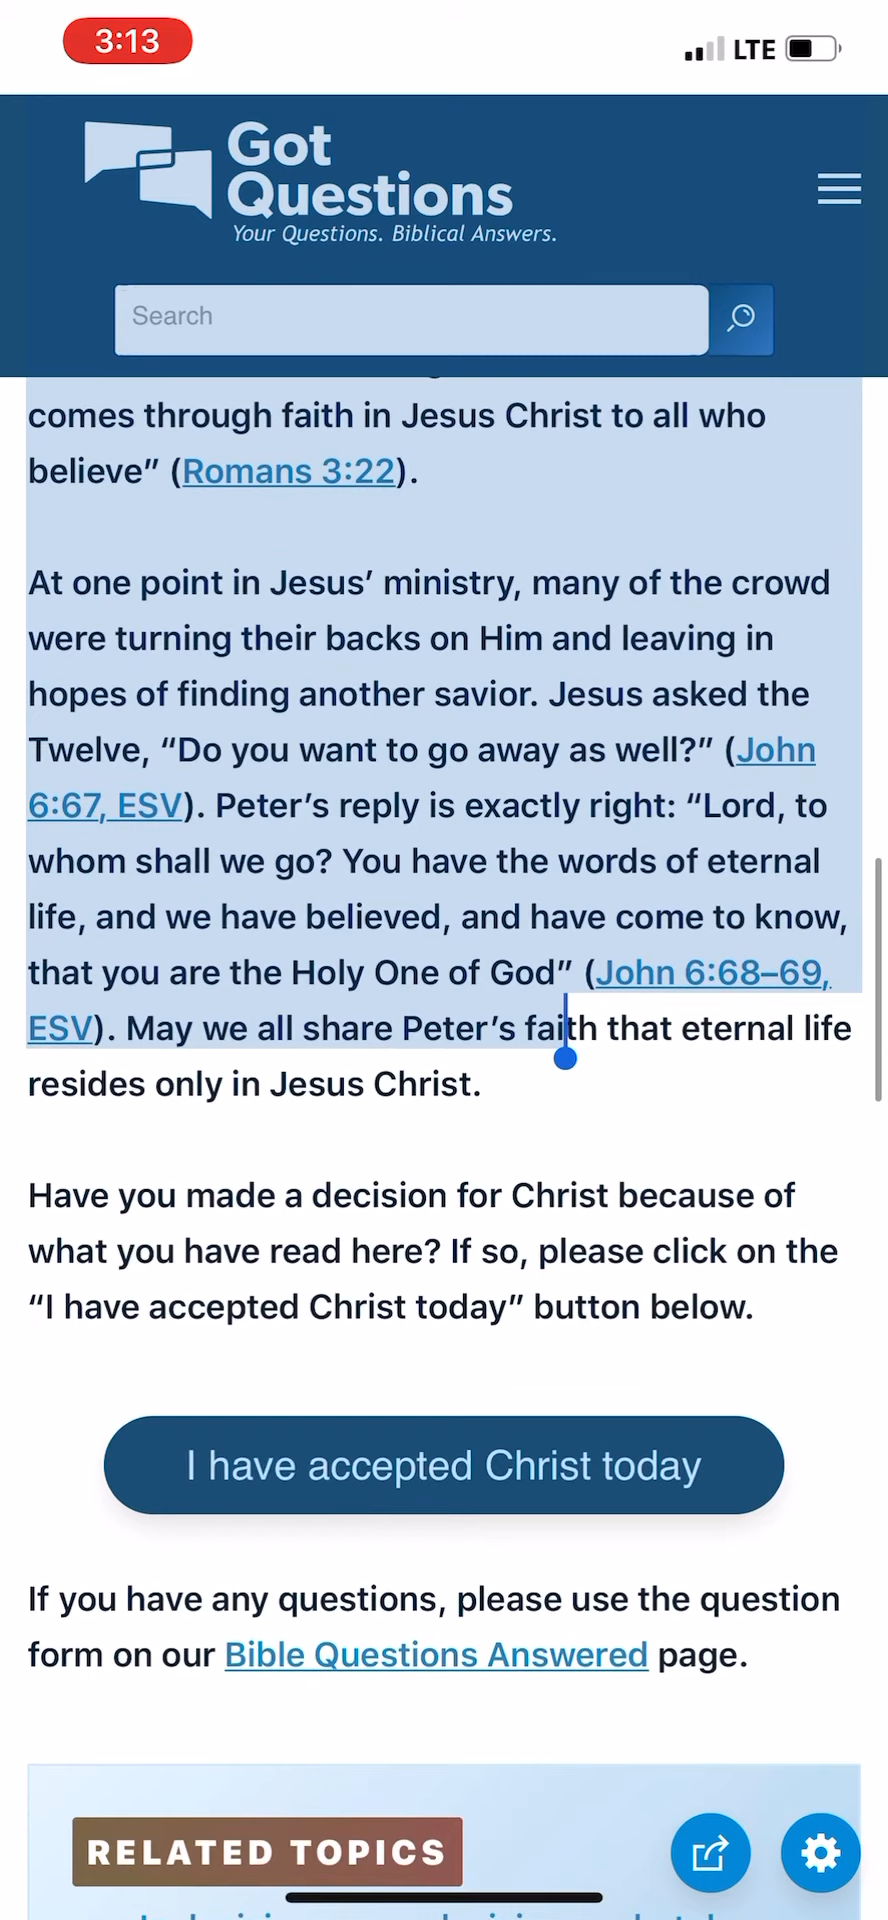 3:13
LTE
Got
Questions
Your Questions. Biblical Answers.
Search
comes through faith in Jesus Christ to all who
believe” (Romans 3:22).
At one point in Jesus’ ministry, many of the crowd
were turning their backs on Him and leaving in
hopes of finding another savior. Jesus asked the
Twelve, “Do you want to go away as well?” (John
6:67, ESV). Peter’s reply is exactly right: “Lord, to
whom shall we go? You have the words of eternal
life, and we have believed, and have come to know,
that you are the Holy One of God” (John 6:68–69,
ESV). May we all share Peter’s faith that eternal life
resides only in Jesus Christ.
Have you made a decision for Christ because of
what you have read here? If so, please click on the
“I have accepted Christ today” button below.
I have accepted Christ today
If you have any questions, please use the question
form on our Bible Questions Answered page.
RELATED TOPICS